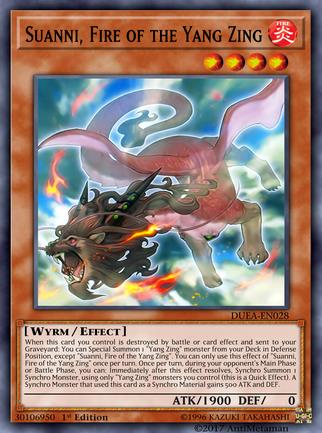 SUANNI, FIRE OF THE YANG ZING
FIRE
炎
DUEA-EN028
[WYRM/EFFECT]
When this card you control is destroyed by battle or card effect and sent to your
Graveyard: You can Special Summon 1 "Yang Zing" monster from your Deck in Defense
Position, except "Suanni, Fire of the Yang Zing". You can only use this effect of "Suanni,
Fire of the Yang Zing" once per turn. Once per turn, during your opponent's Main Phase
or Battle Phase, you can: Immediately after this effect resolves, Synchro Summon 1
Synchro Monster, using only "Yang Zing" monsters you control (this is a Quick Effect). A
Synchro Monster that used this card as a Synchro Material gains 500 ATK and DEF.
ATK/1900 DEF/ 0
30106950 1st Edition ©1996 KAZUKI TAKAHASHI
©2017 AntiMetaman